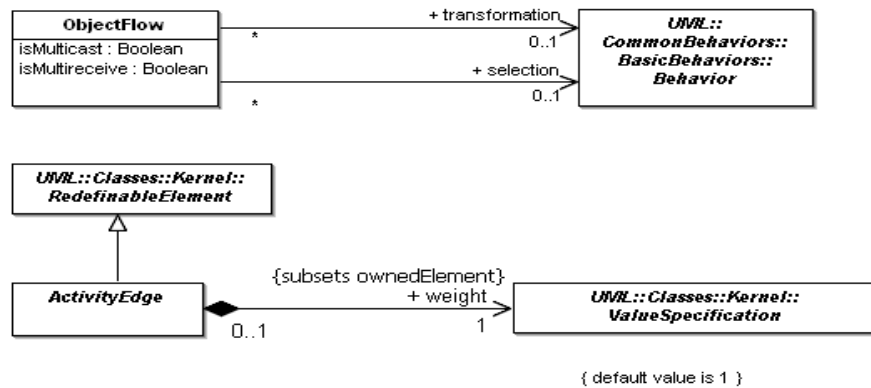 ObjectFlow
isMulticast : Boolean
isMultireceive : Boolean
+ transformation
*
0..1
+ selection
*
0..1
UML::
CommonBehaviors::
BasicBehaviors::
Behavior
UML::Classes::Kernel::
RedefinableElement
ActivityEdge
{subsets ownedElement}
+ weight
0..1
1
UML::Classes::Kernel::
ValueSpecification
{ default value is 1 }